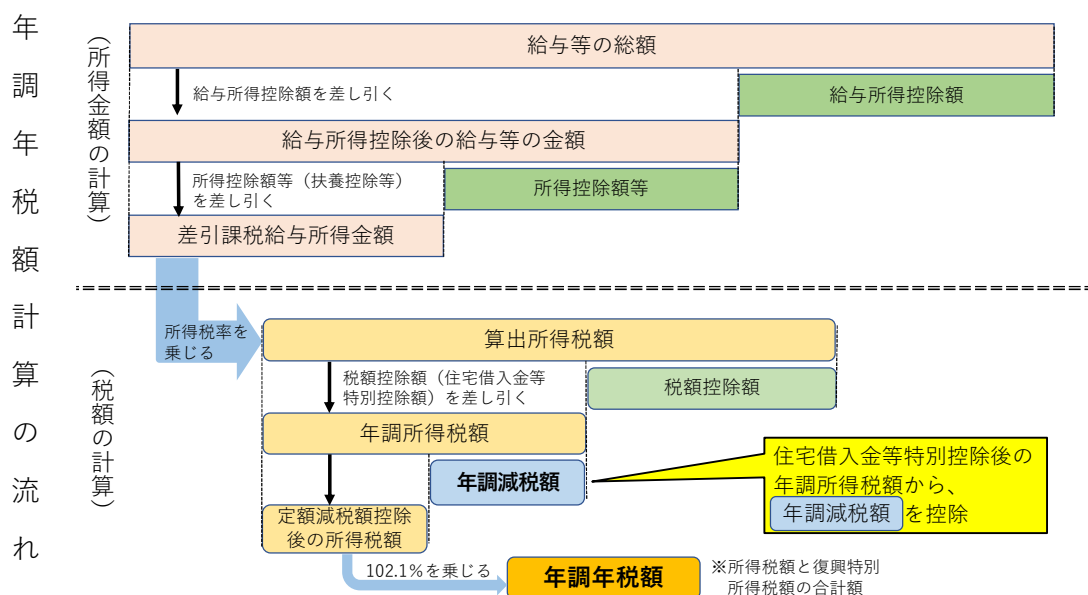 年調年税額計算の流れ
(所得金額の計算)
給与等の総額
給与所得控除額を差し引く
給与所得控除額
給与所得控除後の給与等の金額
所得控除額等（扶養控除等）
を差し引く
所得控除額等
差引課税給与所得金額
所得税率を
乗じる
(税額の計算)
算出所得税額
税額控除額（住宅借入金等
特別控除額）を差し引く
税額控除額
年調所得税額
年調減税額
住宅借入金等特別控除後の
年調所得税額から、
年調減税額 を控除
定額減税額控除
後の所得税額
102.1％を乗じる
年調年税額
※所得税額と復興特別
所得税額の合計額